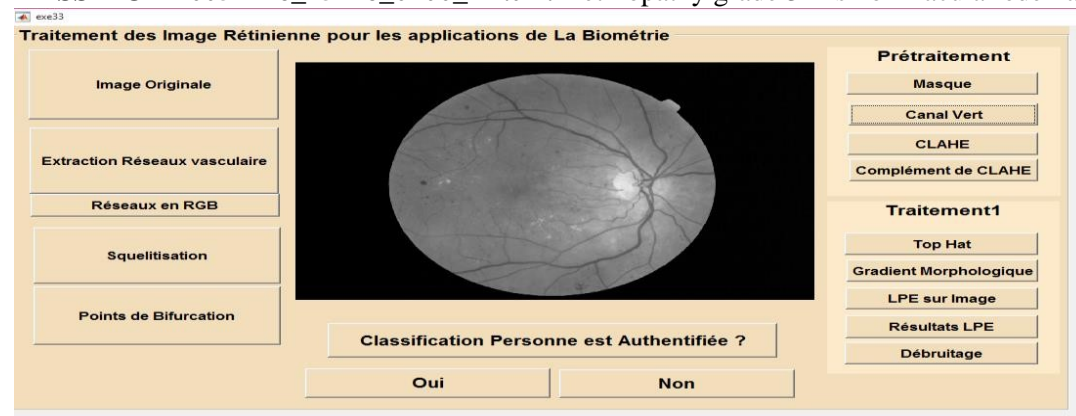 exe33
Traitement des Image Rétinienne pour les applications de La Biométrie
Image Originale
Extraction Réseaux vasculaire
Réseaux en RGB
Squelitisation
Points de Bifurcation
Classification Personne est Authentifiée ?
Oui
Non
Prétraitement
Masque
Canal Vert
CLAHE
Complément de CLAHE
Traitement1
Top Hat
Gradient Morphologique
LPE sur Image
Résultats LPE
Débruitage